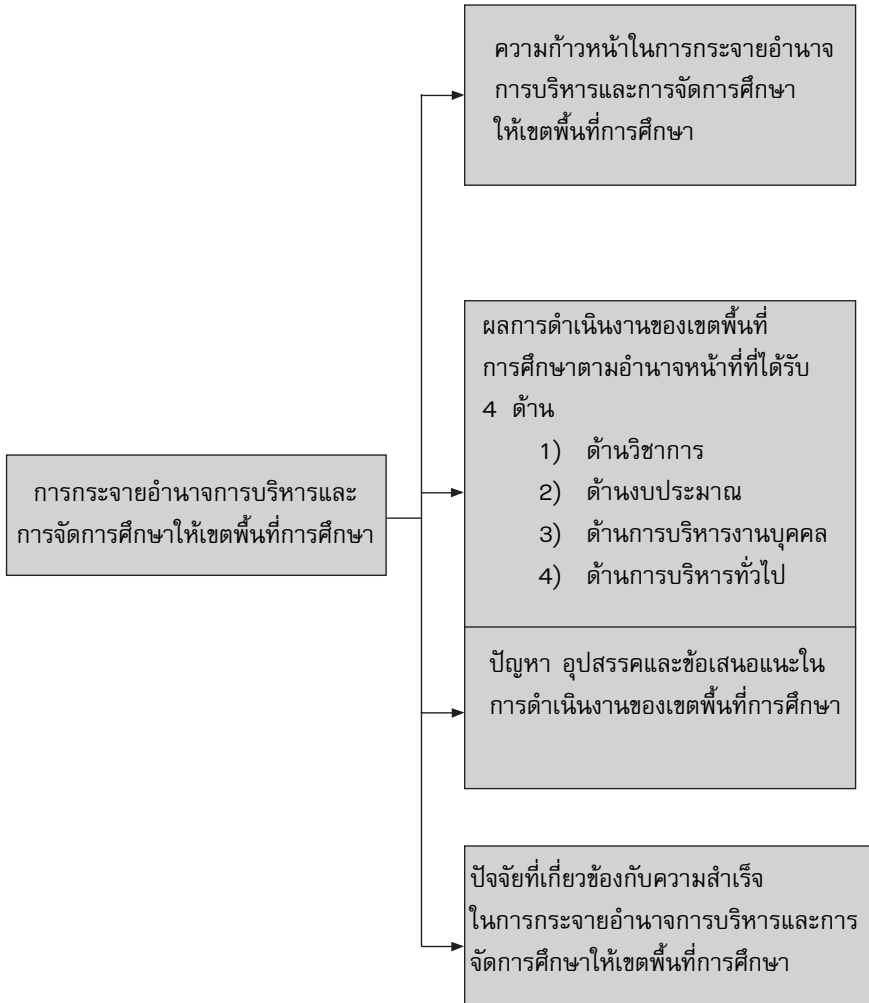 ความก้าวหน้าในการกระจายอำนาจ
การบริหารและการจัดการศึกษา
ให้เขตพื้นที่การศึกษา
ผลการดำเนินงานของเขตพื้นที่
การศึกษาตามอำนาจหน้าที่ที่ได้รับ
4 ด้าน
1) ด้านวิชาการ
2) ด้านงบประมาณ
3) ด้านการบริหารงานบุคคล
4) ด้านการบริหารทั่วไป
การกระจายอำนาจการบริหารและ
การจัดการศึกษาให้เขตพื้นที่การศึกษา
ปัญหา อุปสรรคและข้อเสนอแนะใน
การดำเนินงานของเขตพื้นที่การศึกษา
ปัจจัยที่เกี่ยวข้องกับความสำเร็จ
ในการกระจายอำนาจการบริหารและการ
จัดการศึกษาให้เขตพื้นที่การศึกษา